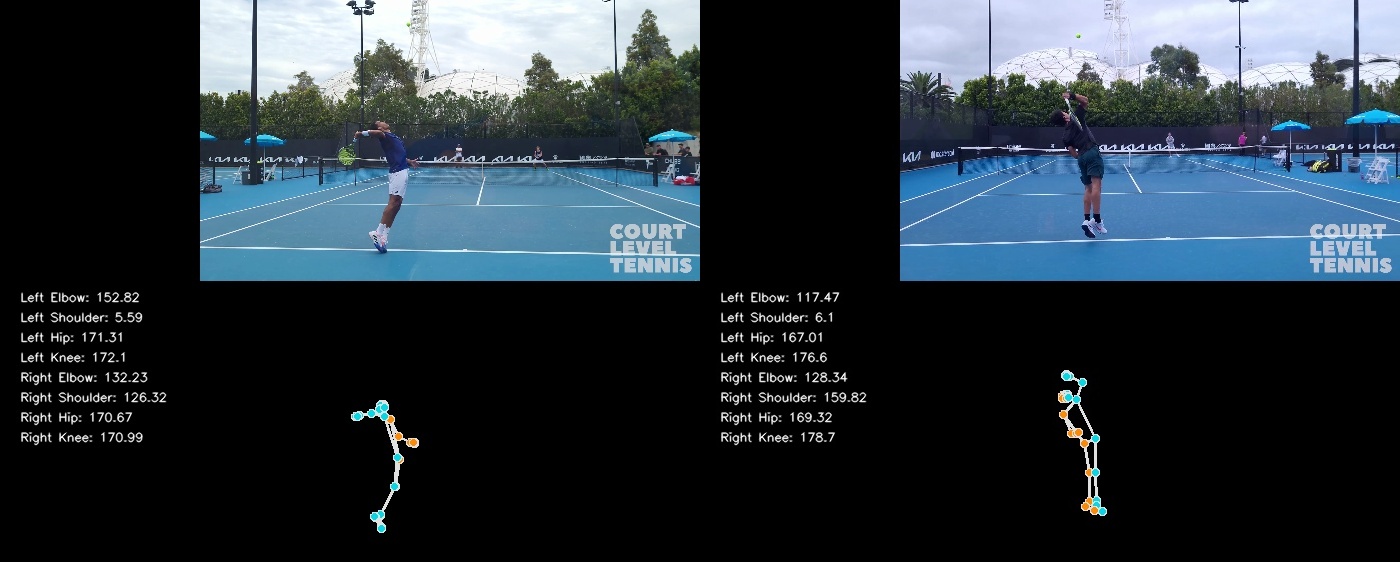 COURT
LEVEL
TENNIS
COURT
LEVEL
TENNIS
Left Elbow: 152.82
Left Shoulder: 5.59
Left Hip: 171.31
Left Knee: 172.1
Right Elbow: 132.23
Right Shoulder: 126.32
Right Hip: 170.67
Right Knee: 170.99
Left Elbow: 117.47
Left Shoulder: 6.1
Left Hip: 167.01
Left Knee: 176.6
Right Elbow: 128.34
Right Shoulder: 159.82
Right Hip: 169.32
Right Knee: 178.7